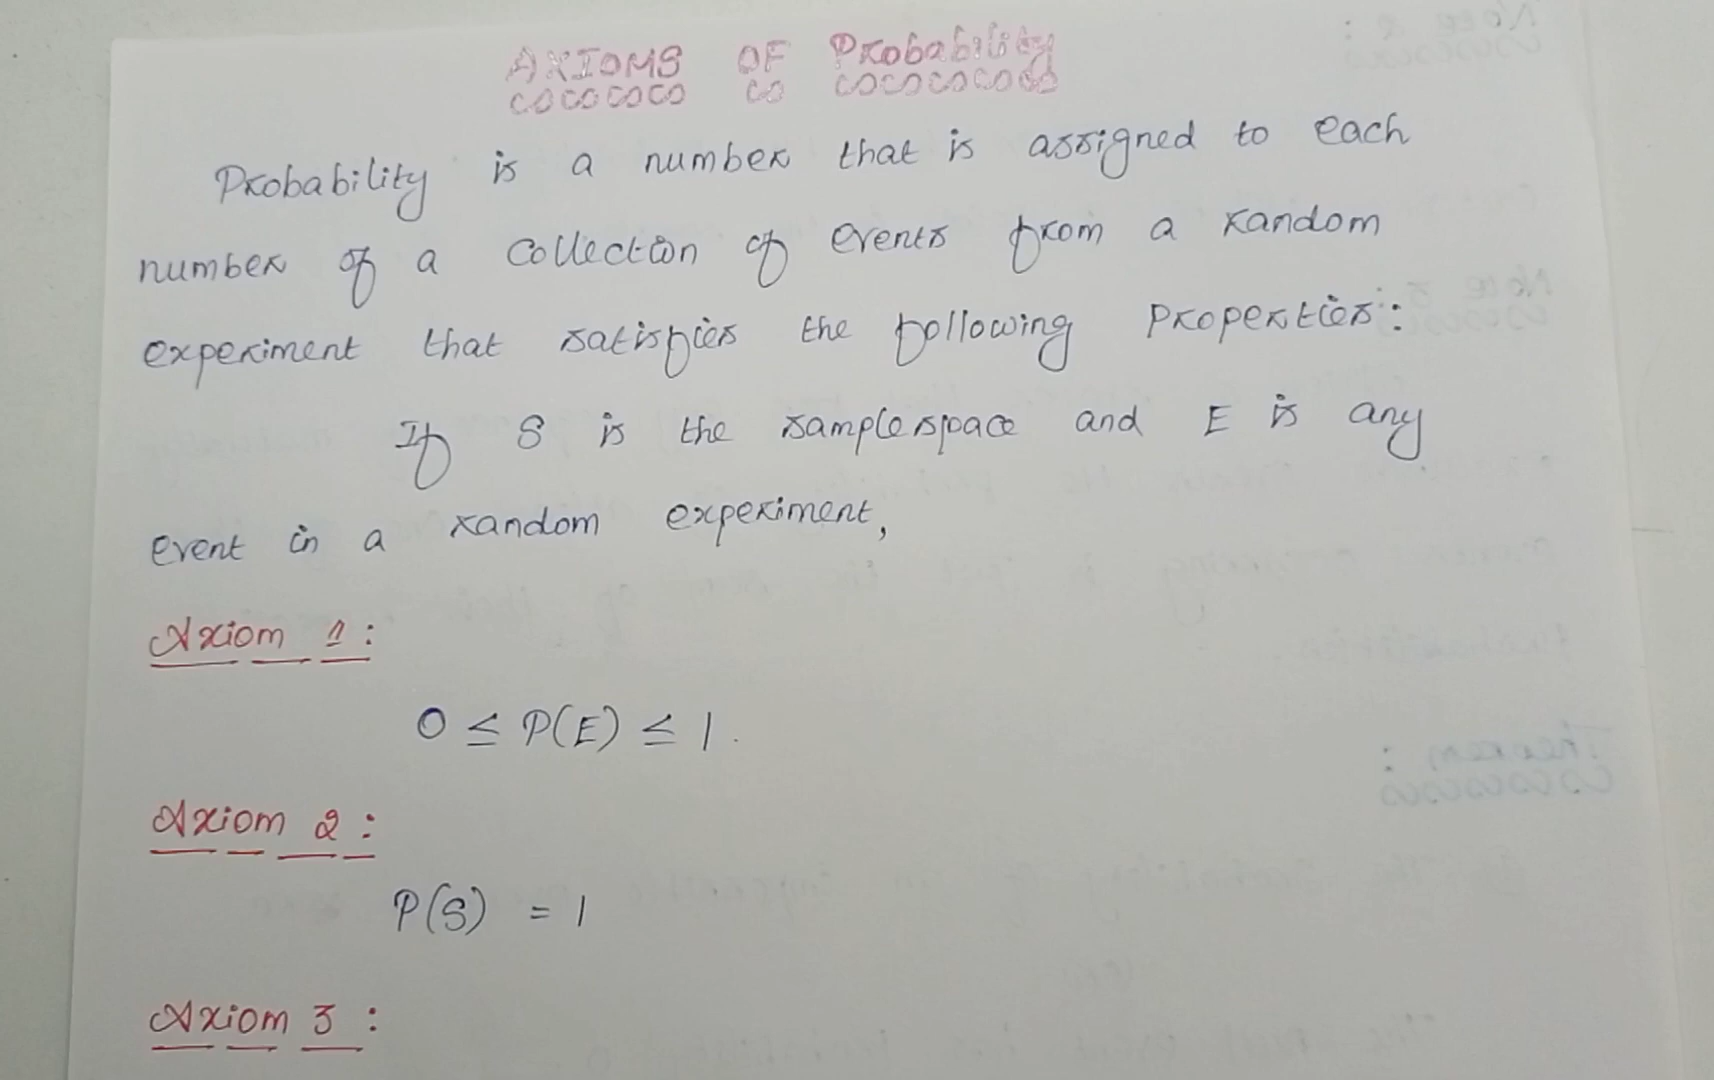 AXIOMS OF Probability
Probability is a number that is assigned to each
number of a collection of events from a random
experiment that satisfies the following Properties:
If S is the samplespace and E is any
event in a random experiment,
Axiom 1:
0 ≤ P(E) ≤ 1.
Axiom 2:
P(S) = 1
Axiom 3: